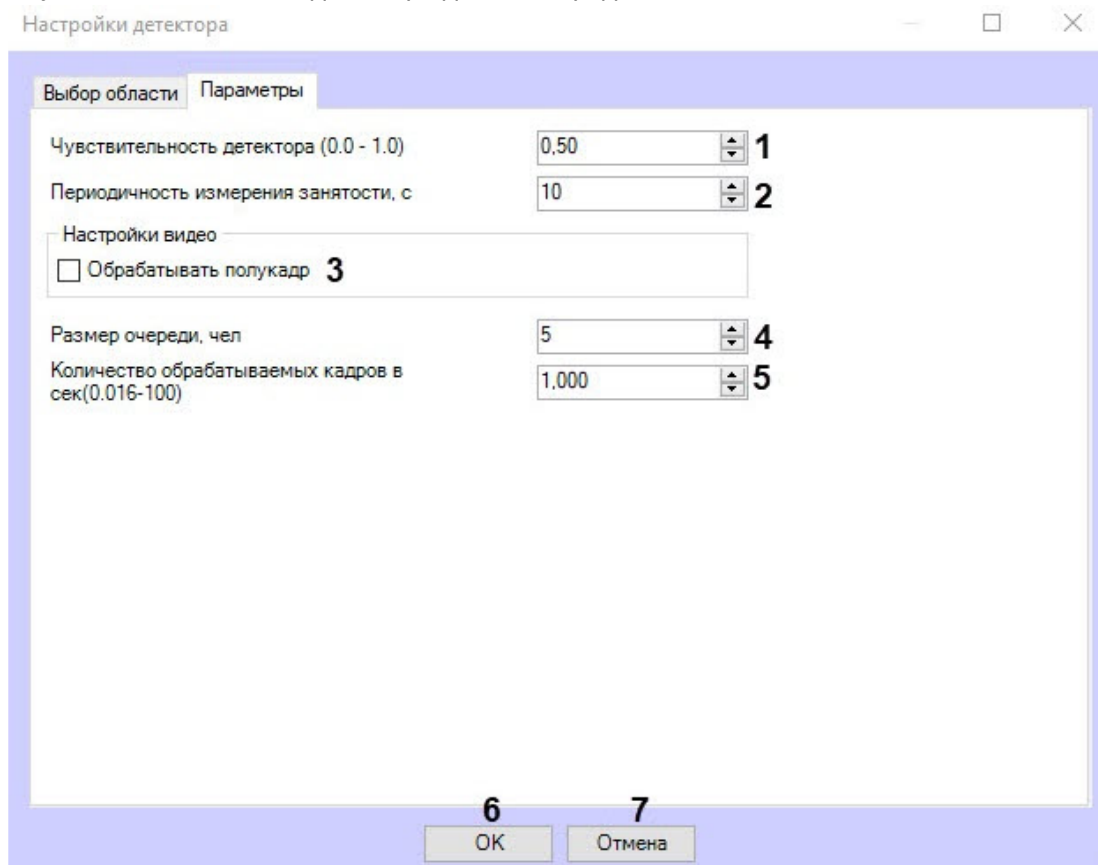 Настройки детектора
Выбор области Параметры
Чувствительность детектора (0.0 - 1.0) 0,50 1
Периодичность измерения занятости, с 10 2
Настройки видео
Обрабатывать полукадр 3
Размер очереди, чел 5 4
Количество обрабатываемых кадров в
сек(0.016-100) 1,000 5
6 7
OK Отмена